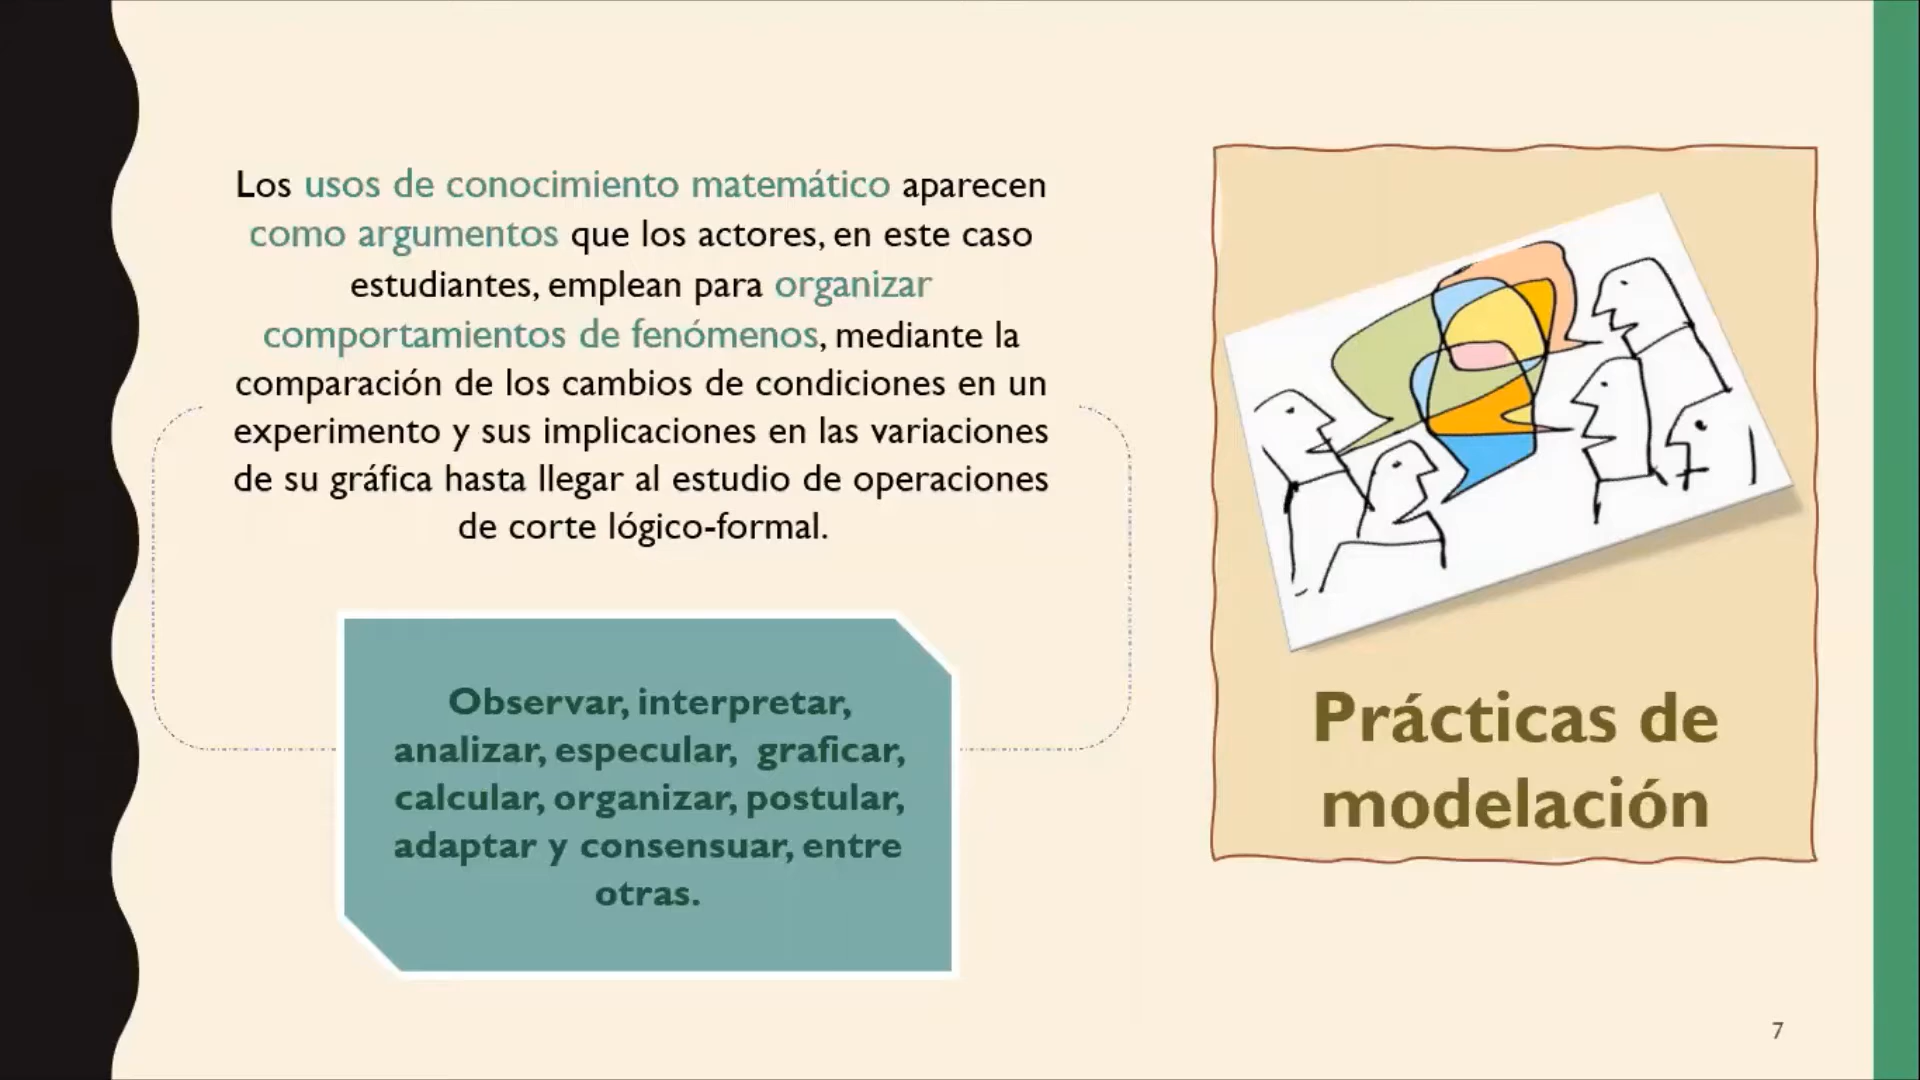 Los usos de conocimiento matemático aparecen
como argumentos que los actores, en este caso
estudiantes, emplean para organizar
comportamientos de fenómenos, mediante la
comparación de los cambios de condiciones en un
experimento y sus implicaciones en las variaciones
de su gráfica hasta llegar al estudio de operaciones
de corte lógico-formal.
Observar, interpretar,
analizar, especular, graficar,
calcular, organizar, postular,
adaptar y consensuar, entre
otras.
Prácticas de
modelación
7